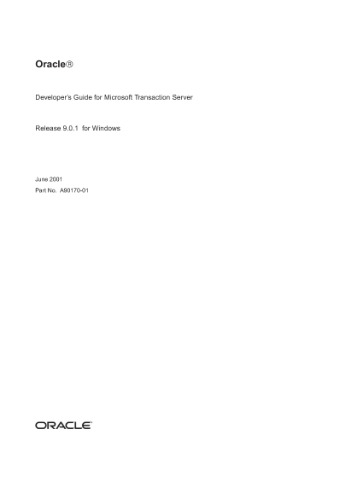 Oracle®
Developer's Guide for Microsoft Transaction Server
Release 9.0.1 for Windows
June 2001
Part No. A90170-01
ORACLE®